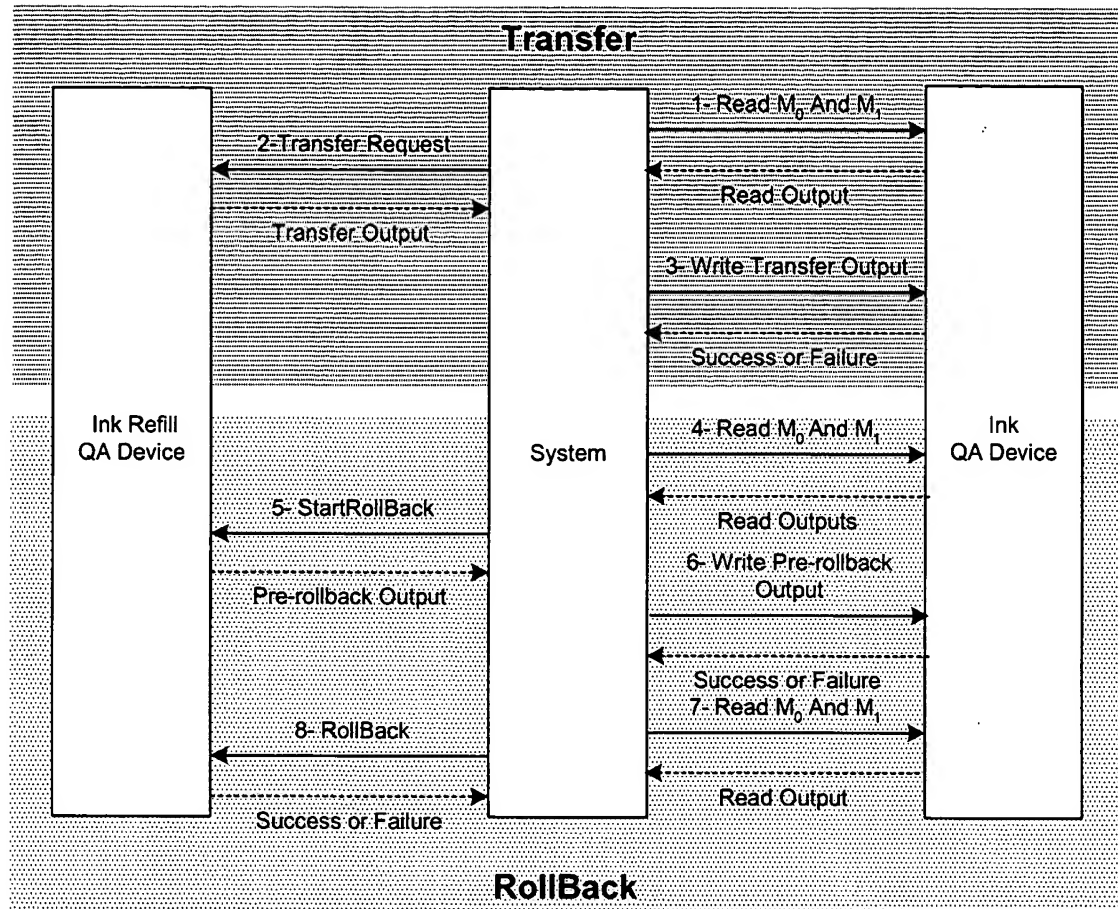 Transfer
1- Read M₀ And M₁
2-Transfer Request
Read Output
Transfer Output
3- Write Transfer Output
Success or Failure
Ink Refill
QA Device
System
Ink
QA Device
4- Read M₀ And M₁
Read Outputs
5- StartRollBack
Pre-rollback Output
6- Write Pre-rollback
Output
Success or Failure
7- Read M₀ And M₁
8- RollBack
Read Output
Success or Failure
RollBack